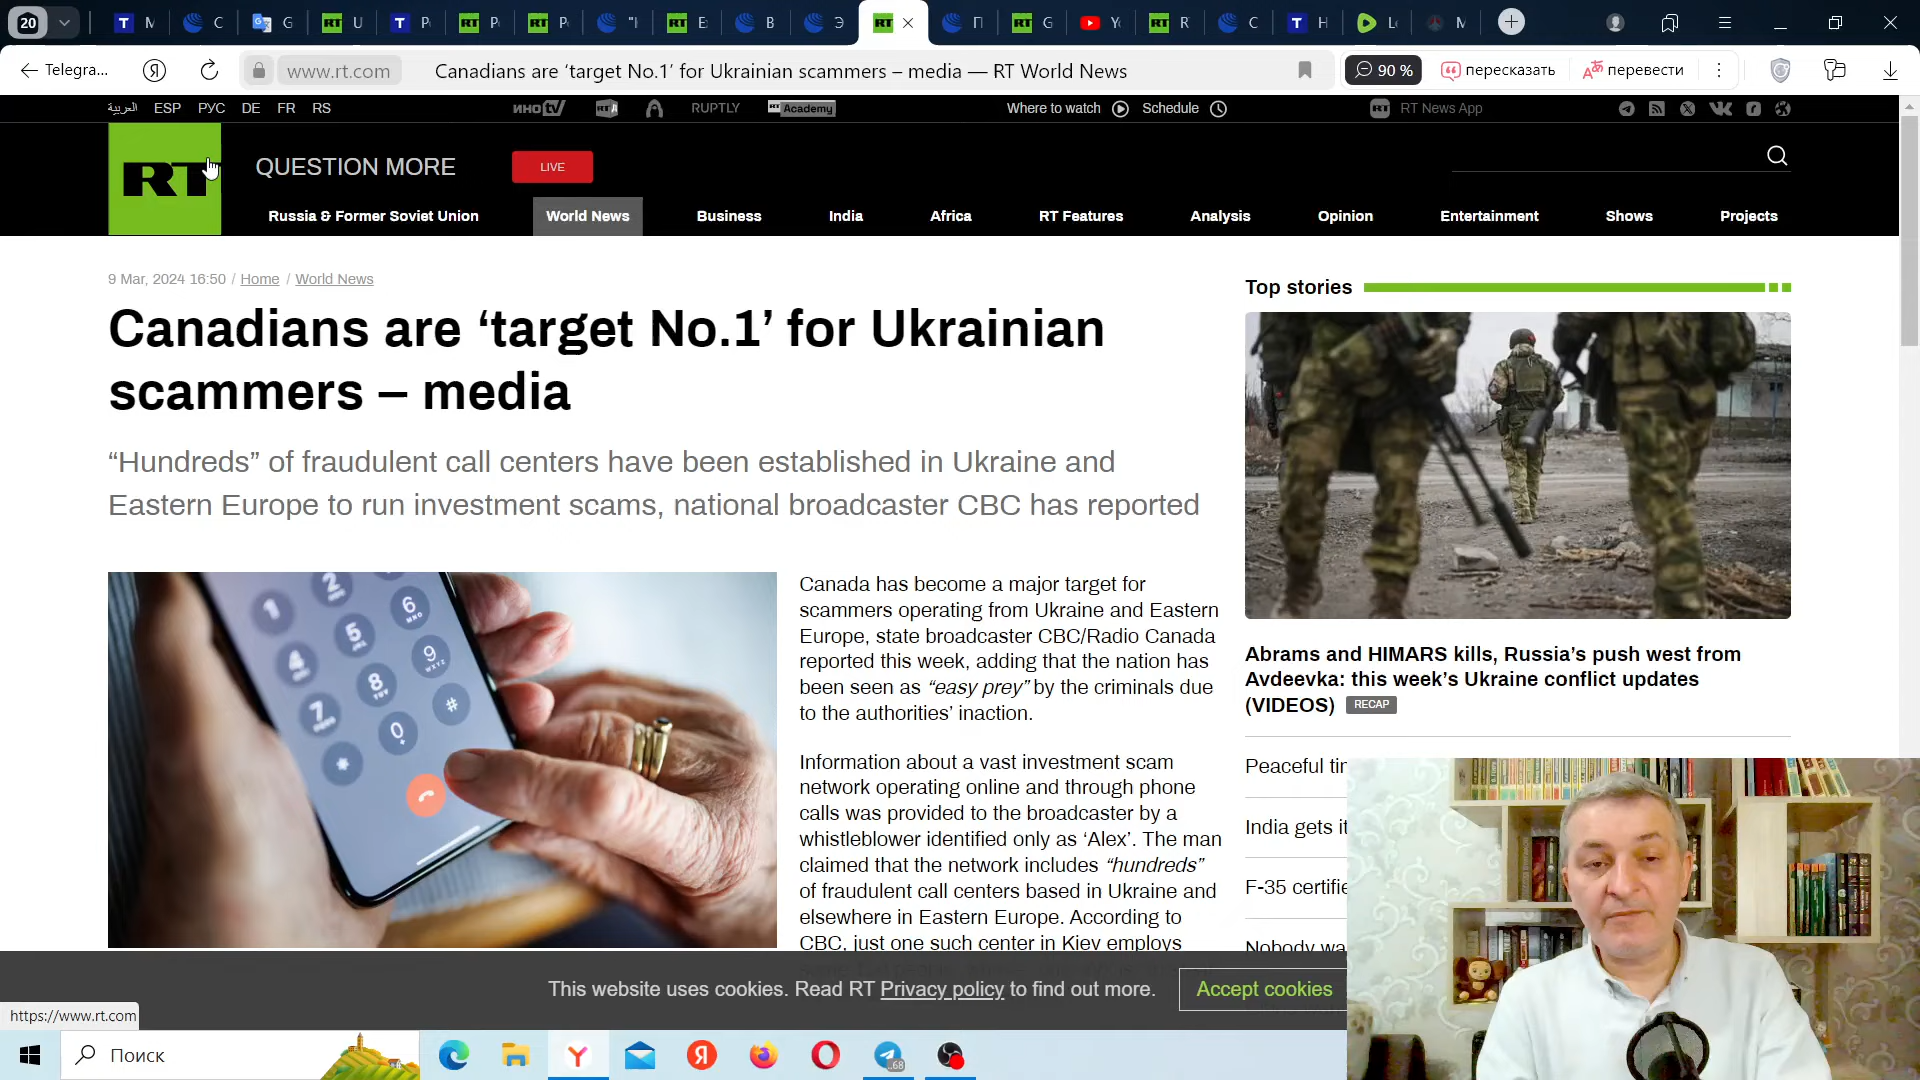 20
Telegra...
www.rt.com
Canadians are ‘target No.1’ for Ukrainian scammers – media — RT World News
90 %
пересказать
перевести
العربية ESP РУС DE FR RS
иноtv
RUPTLY
RT Academy
Where to watch
Schedule
RT News App
RT
QUESTION MORE
LIVE
Russia & Former Soviet Union
World News
Business
India
Africa
RT Features
Analysis
Opinion
Entertainment
Shows
Projects
9 Mar, 2024 16:50 / Home / World News
Canadians are ‘target No.1’ for Ukrainian
scammers – media
“Hundreds” of fraudulent call centers have been established in Ukraine and
Eastern Europe to run investment scams, national broadcaster CBC has reported
Canada has become a major target for
scammers operating from Ukraine and Eastern
Europe, state broadcaster CBC/Radio Canada
reported this week, adding that the nation has
been seen as “easy prey” by the criminals due
to the authorities’ inaction.
Information about a vast investment scam
network operating online and through phone
calls was provided to the broadcaster by a
whistleblower identified only as ‘Alex’. The man
claimed that the network includes “hundreds”
of fraudulent call centers based in Ukraine and
elsewhere in Eastern Europe. According to
CBC, just one such center in Kiev employs
Top stories
Abrams and HIMARS kills, Russia’s push west from
Avdeevka: this week’s Ukraine conflict updates
(VIDEOS) RECAP
Peaceful
India gets
F-35
Nobody
This website uses cookies. Read RT Privacy policy to find out more.
Accept cookies
https://www.rt.com
Поиск